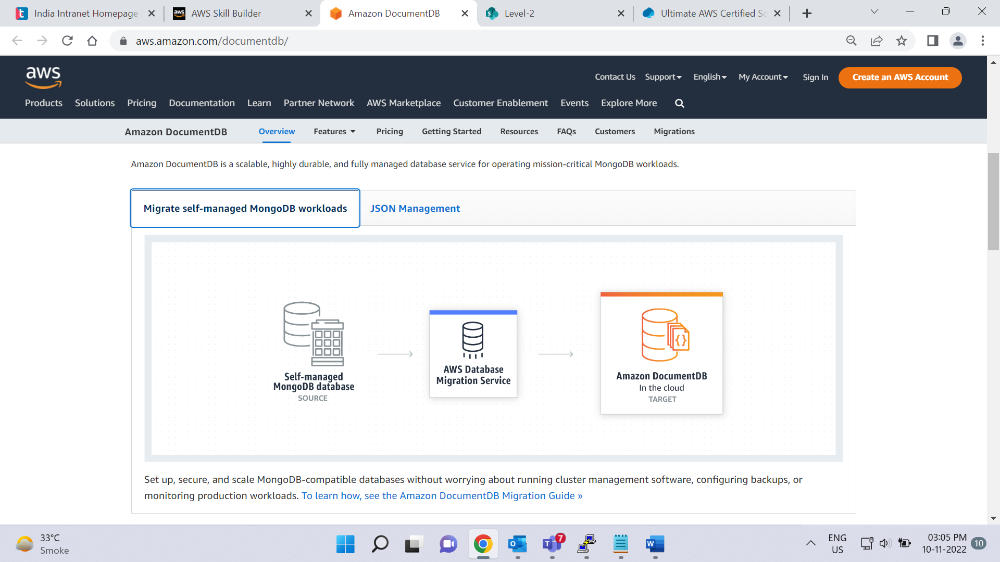 India Intranet Homepage
AWS Skill Builder
Amazon DocumentDB
Level-2
Ultimate AWS Certified So
aws.amazon.com/documentdb/
aws
Contact Us Support English My Account Sign In Create an AWS Account
Products Solutions Pricing Documentation Learn Partner Network AWS Marketplace Customer Enablement Events Explore More
Amazon DocumentDB Overview Features Pricing Getting Started Resources FAQs Customers Migrations
Amazon DocumentDB is a scalable, highly durable, and fully managed database service for operating mission-critical MongoDB workloads.
Migrate self-managed MongoDB workloads JSON Management
Self-managed
MongoDB database
SOURCE
AWS Database
Migration Service
{}
Amazon DocumentDB
In the cloud
TARGET
Set up, secure, and scale MongoDB-compatible databases without worrying about running cluster management software, configuring backups, or
monitoring production workloads. To learn how, see the Amazon DocumentDB Migration Guide »
33°C
Smoke
7
ENG
US
03:05 PM
10-11-2022
10